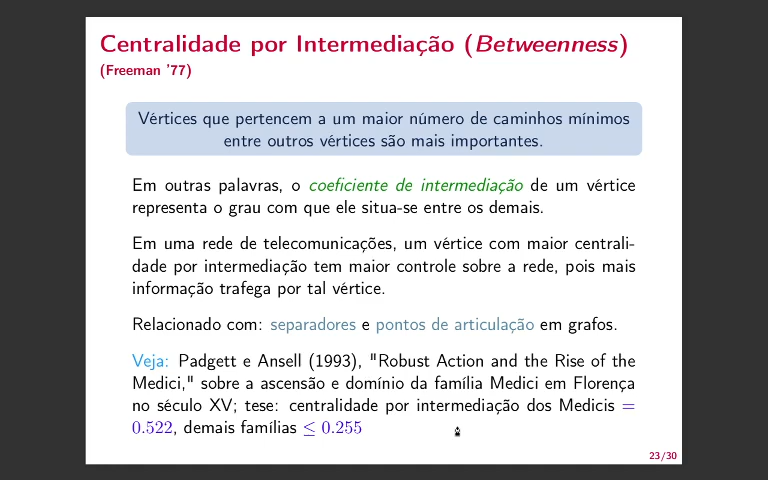 Centralidade por Intermediação (Betweenness)
(Freeman '77)
Vértices que pertencem a um maior número de caminhos mínimos
entre outros vértices são mais importantes.
Em outras palavras, o coeficiente de intermediação de um vértice
representa o grau com que ele situa-se entre os demais.
Em uma rede de telecomunicações, um vértice com maior centrali-
dade por intermediação tem maior controle sobre a rede, pois mais
informação trafega por tal vértice.
Relacionado com: separadores e pontos de articulação em grafos.
Veja: Padgett e Ansell (1993), "Robust Action and the Rise of the
Medici," sobre a ascensão e domínio da família Medici em Florença
no século XV; tese: centralidade por intermediação dos Medicis =
0.522, demais famílias ≤ 0.255
23/30